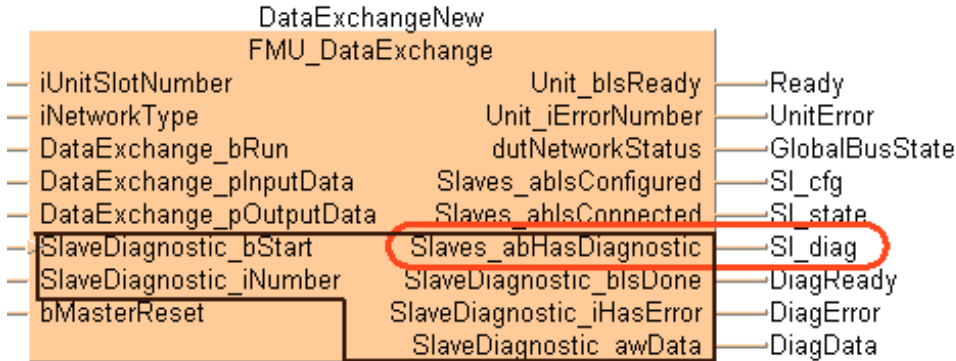 DataExchangeNew
FMU_DataExchange
iUnitSlotNumber Unit_bIsReady Ready
iNetworkType Unit_iErrorNumber UnitError
DataExchange_bRun dutNetworkStatus GlobalBusState
DataExchange_pInputData Slaves_abIsConfigured Sl_cfg
DataExchange_pOutputData Slaves_abIsConnected Sl_state
SlaveDiagnostic_bStart Slaves_abHasDiagnostic Sl_diag
SlaveDiagnostic_iNumber SlaveDiagnostic_bIsDone DiagReady
bMasterReset SlaveDiagnostic_iHasError DiagError
SlaveDiagnostic_awData DiagData